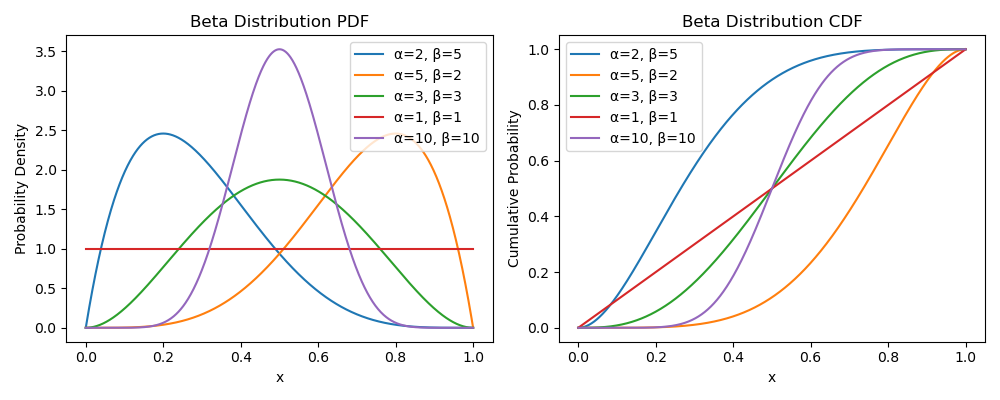 Beta Distribution PDF
Probability Density
3.5
3.0
2.5
2.0
1.5
1.0
0.5
0.0
α=2, β=5
α=5, β=2
α=3, β=3
α=1, β=1
α=10, β=10
0.0 0.2 0.4 0.6 0.8 1.0
x
Beta Distribution CDF
Cumulative Probability
1.0
0.8
0.6
0.4
0.2
0.0
α=2, β=5
α=5, β=2
α=3, β=3
α=1, β=1
α=10, β=10
0.0 0.2 0.4 0.6 0.8 1.0
x